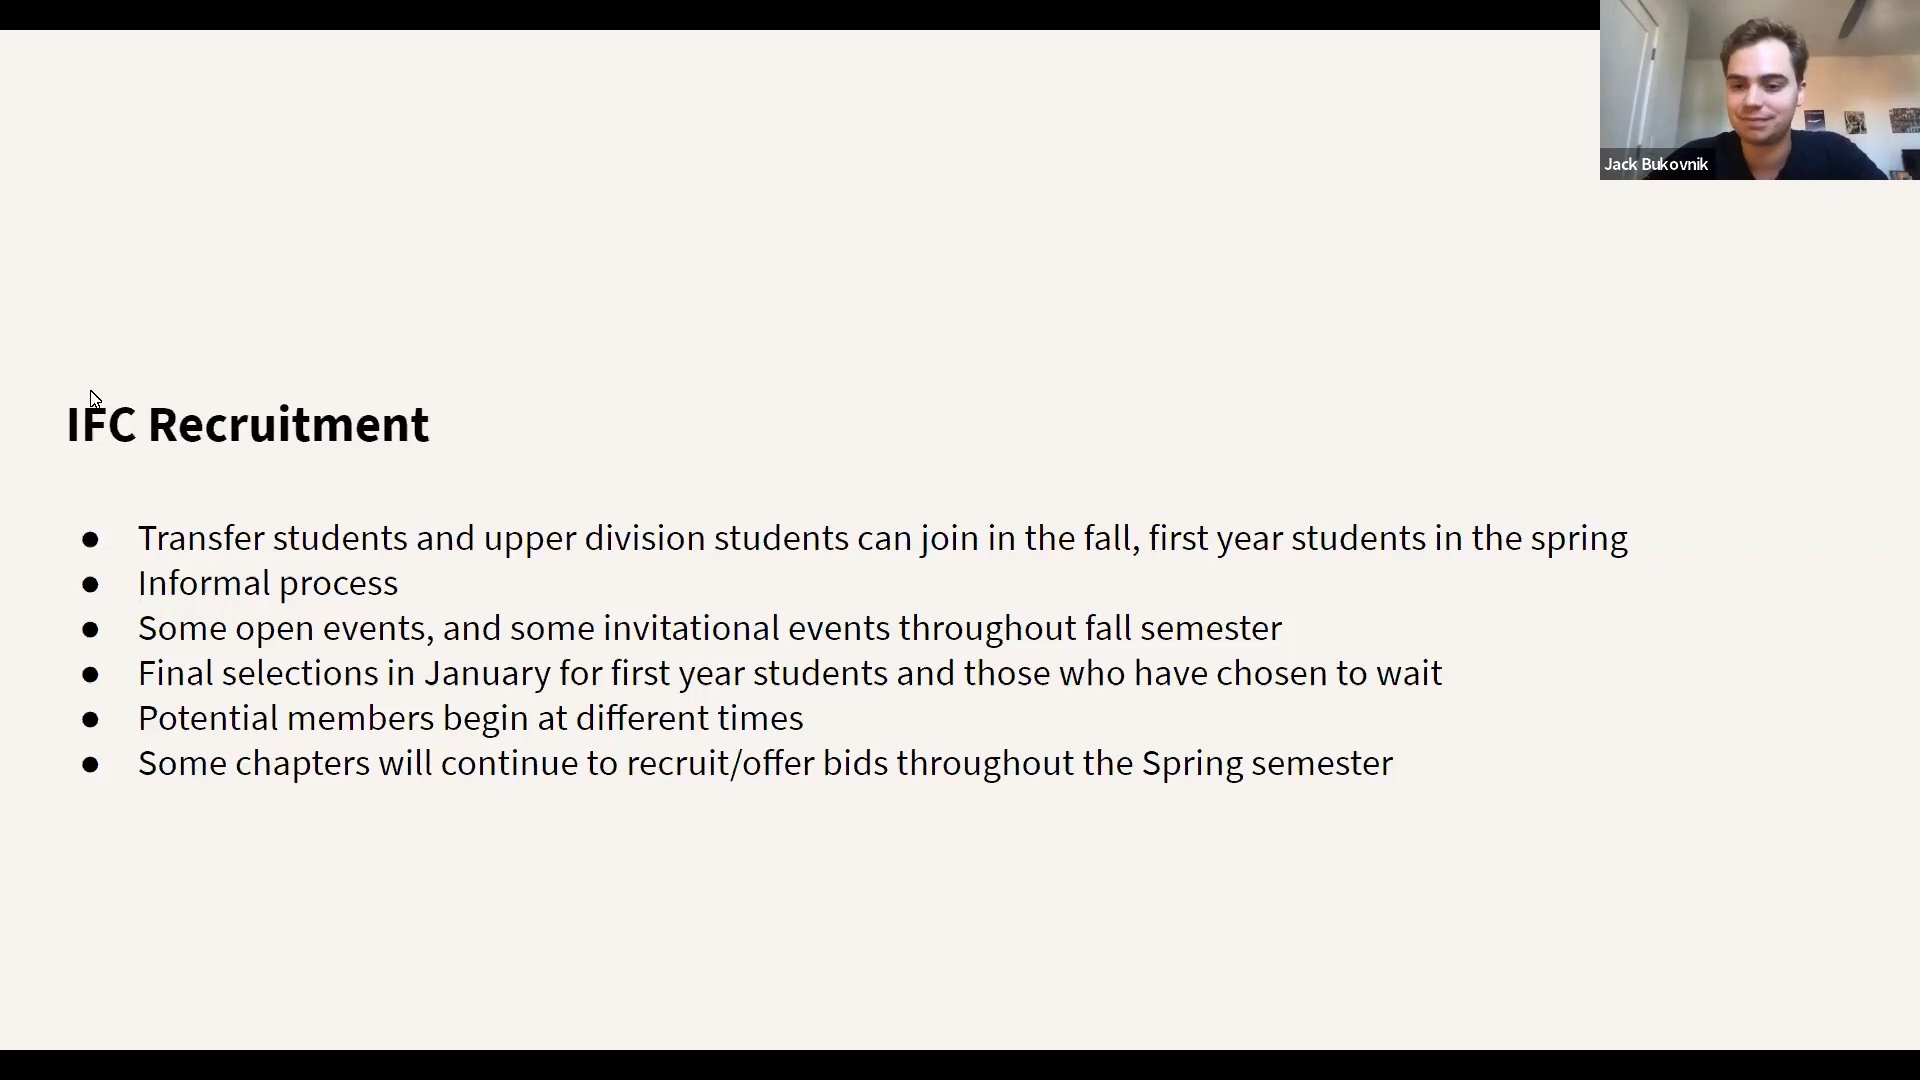 Jack Bukovnik
IFC Recruitment
● Transfer students and upper division students can join in the fall, first year students in the spring
● Informal process
● Some open events, and some invitational events throughout fall semester
● Final selections in January for first year students and those who have chosen to wait
● Potential members begin at different times
● Some chapters will continue to recruit/offer bids throughout the Spring semester